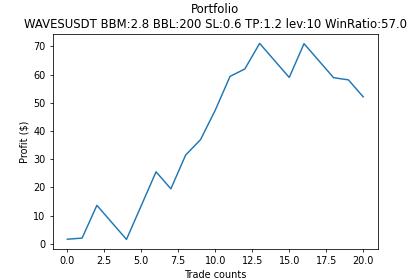 Portfolio
WAVESUSDT BBM:2.8 BBL:200 SL:0.6 TP:1.2 lev:10 WinRatio:57.0
70
60
50
40
30
20
10
0
Profit ($)
0.0 2.5 5.0 7.5 10.0 12.5 15.0 17.5 20.0
Trade counts